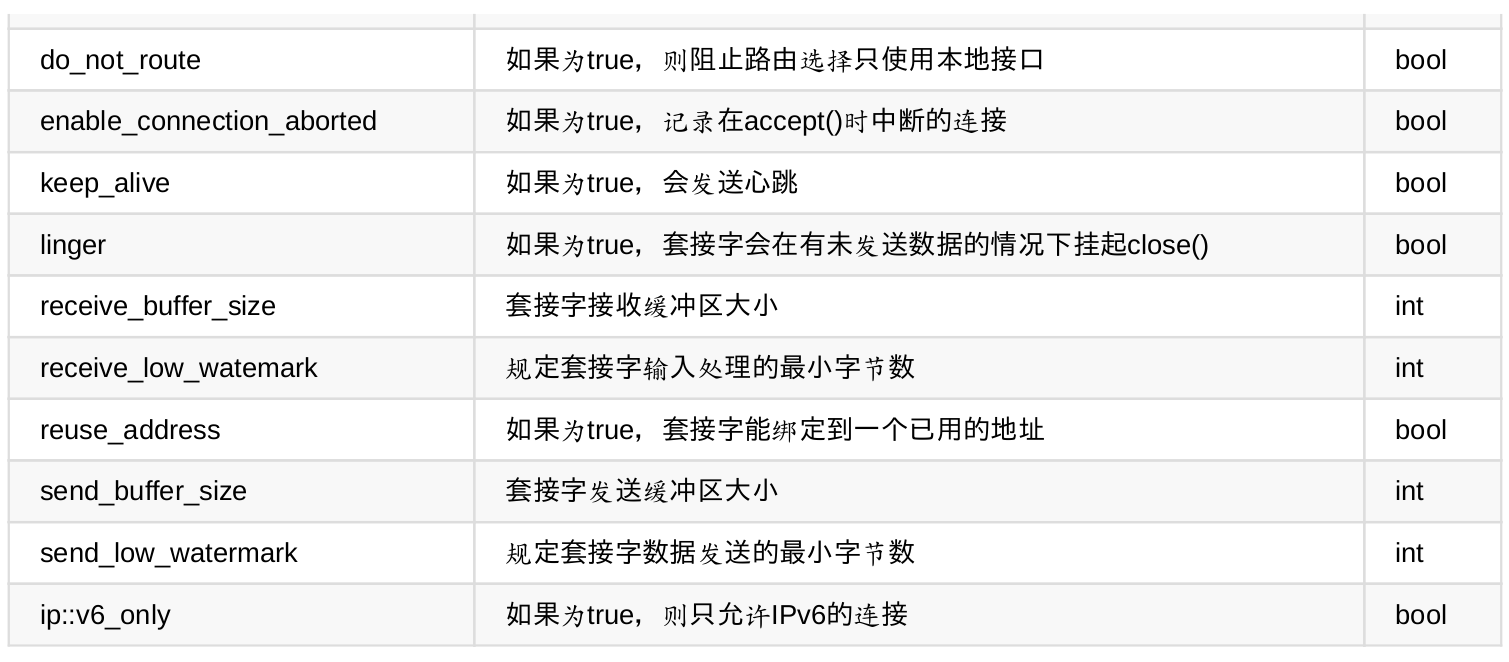 do_not_route 如果为true，则阻止路由选择只使用本地接口 bool
enable_connection_aborted 如果为true，记录在accept()时中断的连接 bool
keep_alive 如果为true，会发送心跳 bool
linger 如果为true，套接字会在有未发送数据的情况下挂起close() bool
receive_buffer_size 套接字接收缓冲区大小 int
receive_low_watemark 规定套接字输入处理的最小字节数 int
reuse_address 如果为true，套接字能绑定到一个已用的地址 bool
send_buffer_size 套接字发送缓冲区大小 int
send_low_watermark 规定套接字数据发送的最小字节数 int
ip::v6_only 如果为true，则只允许IPv6的连接 bool